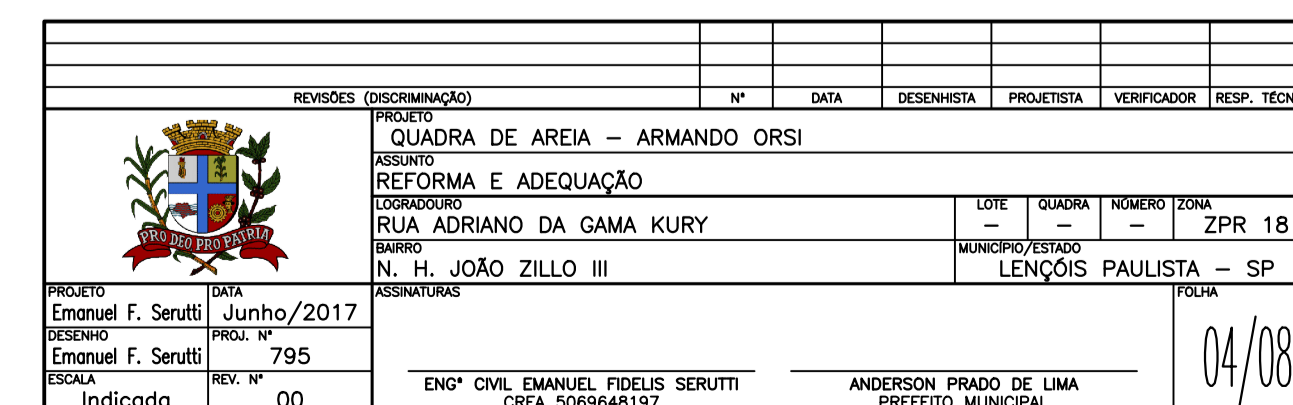 REVISÕES (DISCRIMINAÇÃO) Nº DATA DESENHISTA PROJETISTA VERIFICADOR RESP. TÉCN
PROJETO
QUADRA DE AREIA – ARMANDO ORSI
ASSUNTO
REFORMA E ADEQUAÇÃO
LOGRADOURO
RUA ADRIANO DA GAMA KURY
LOTE QUADRA NÚMERO ZONA
– – – ZPR 18
BAIRRO
N. H. JOÃO ZILLO III
MUNICÍPIO/ESTADO
LENÇÓIS PAULISTA – SP
PRO DEO PRO PATRIA
PROJETO
Emanuel F. Serutti
DATA
Junho/2017
DESENHO
Emanuel F. Serutti
PROJ. Nº
795
ESCALA
Indicada
REV. Nº
00
ASSINATURAS
ENGº CIVIL EMANUEL FIDELIS SERUTTI
CREA 5069648197
ANDERSON PRADO DE LIMA
PREFEITO MUNICIPAL
FOLHA
04/08